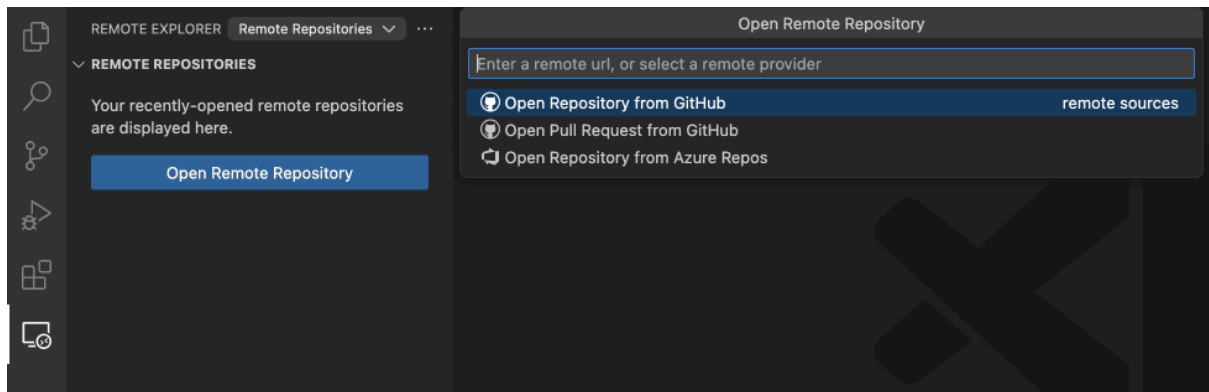 REMOTE EXPLORER Remote Repositories
REMOTE REPOSITORIES
Your recently-opened remote repositories
are displayed here.
Open Remote Repository
Open Remote Repository
Enter a remote url, or select a remote provider
Open Repository from GitHub remote sources
Open Pull Request from GitHub
Open Repository from Azure Repos